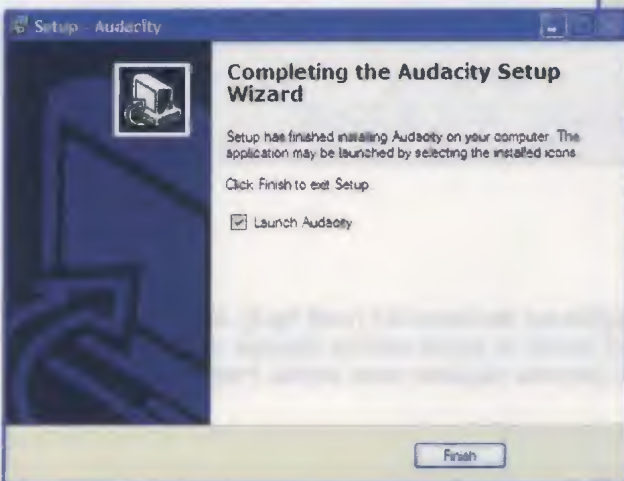 Setup - Audacity
Completing the Audacity Setup
Wizard
Setup has finished installing Audacity on your computer. The
application may be launched by selecting the installed icons.
Click Finish to exit Setup.
Launch Audacity
Finish